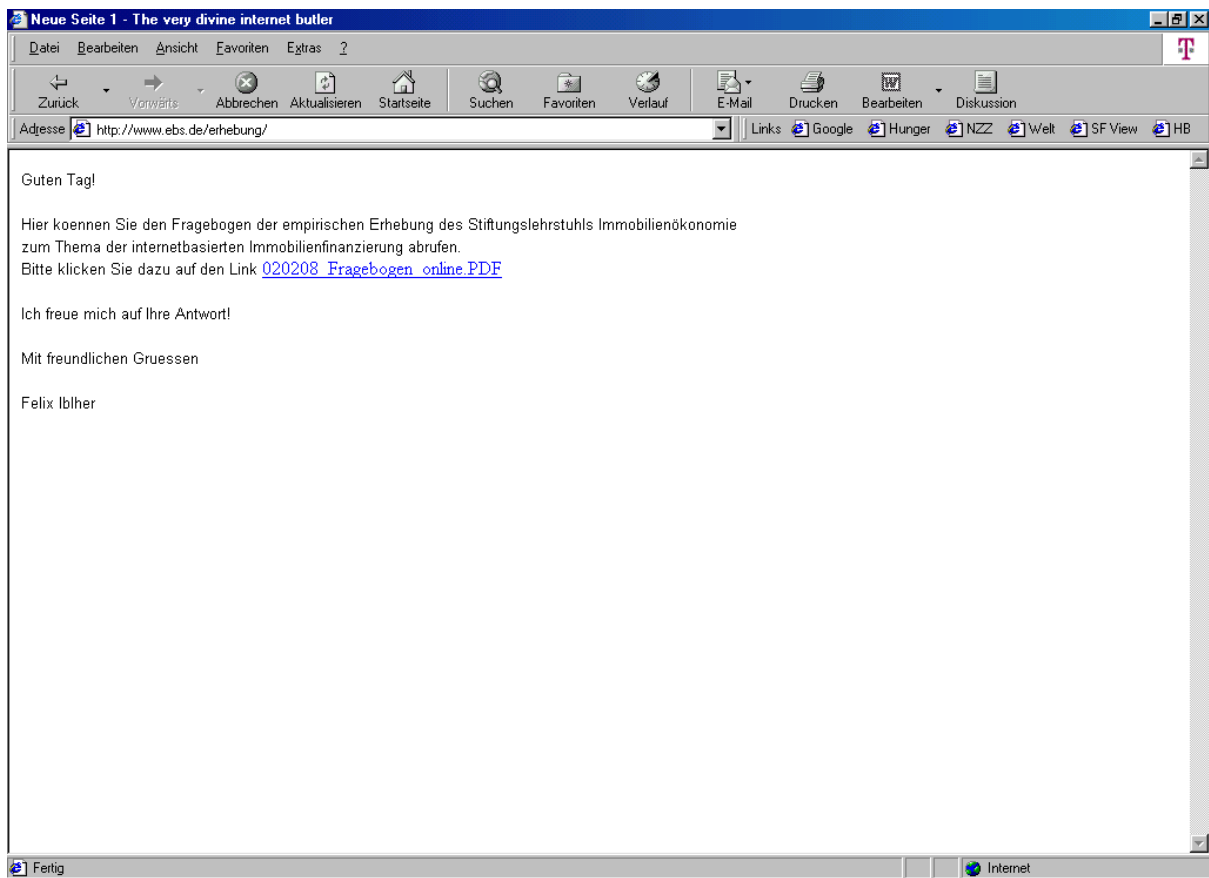 Neue Seite 1 - The very divine internet butler
Datei Bearbeiten Ansicht Favoriten Extras ?
T
Zurück Vorwärts Abbrechen Aktualisieren Startseite Suchen Favoriten Verlauf E-Mail Drucken Bearbeiten Diskussion
Adresse http://www.ebs.de/erhebung/ Links Google Hunger NZZ Welt SF View HB
Guten Tag!
Hier koennen Sie den Fragebogen der empirischen Erhebung des Stiftungslehrstuhls Immobilienökonomie
zum Thema der internetbasierten Immobilienfinanzierung abrufen.
Bitte klicken Sie dazu auf den Link 020208_Fragebogen_online.PDF
Ich freue mich auf Ihre Antwort!
Mit freundlichen Gruessen
Felix Iblher
Fertig Internet